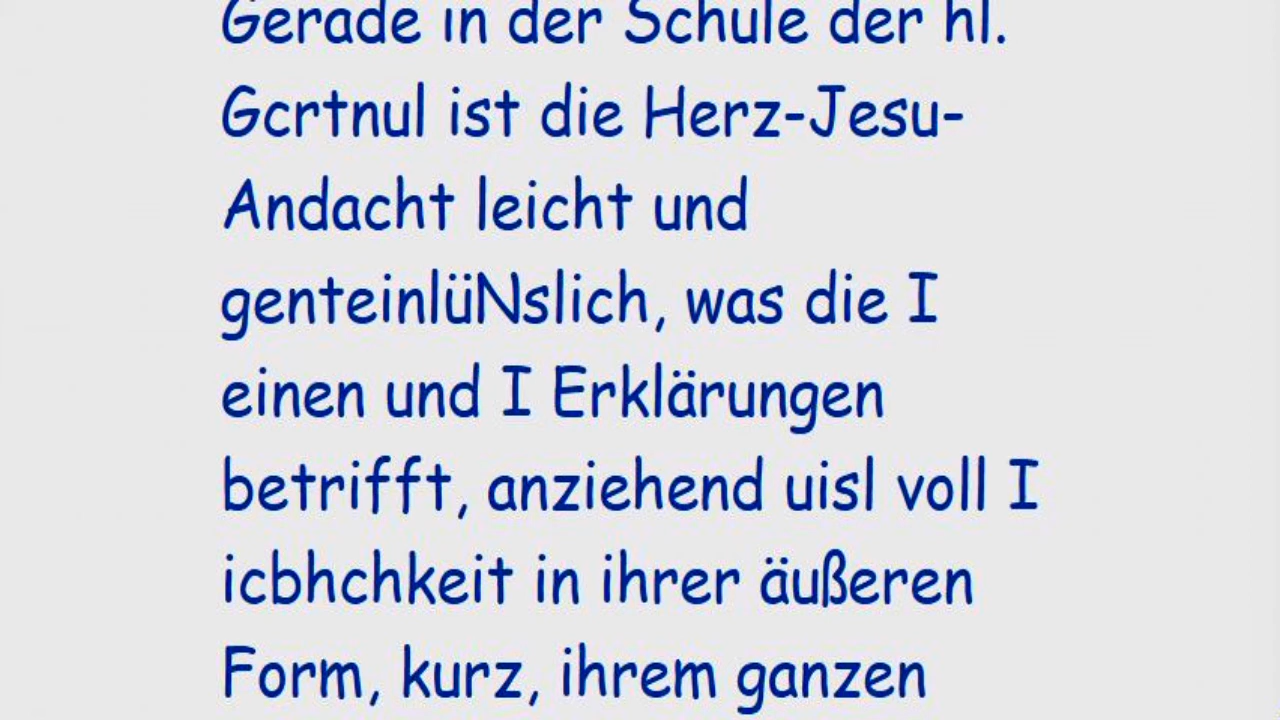 Gerade in der Schule der hl.
Gcrtnul ist die Herz-Jesu-
Andacht leicht und
genteinlüNslich, was die I
einen und I Erklärungen
betrifft, anziehend uisl voll I
icbhchkeit in ihrer äußeren
Form, kurz, ihrem ganzen